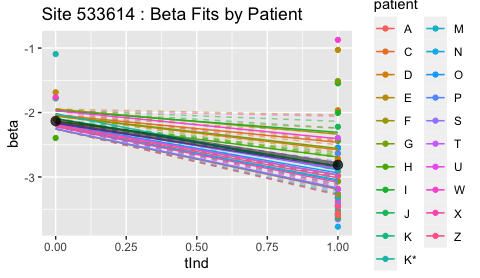 Site 533614 : Beta Fits by Patient
patient
beta
-1
-2
-3
0.00 0.25 0.50 0.75 1.00
tInd
A M
C N
D O
E P
F S
G T
H U
I W
J X
K Z
K*